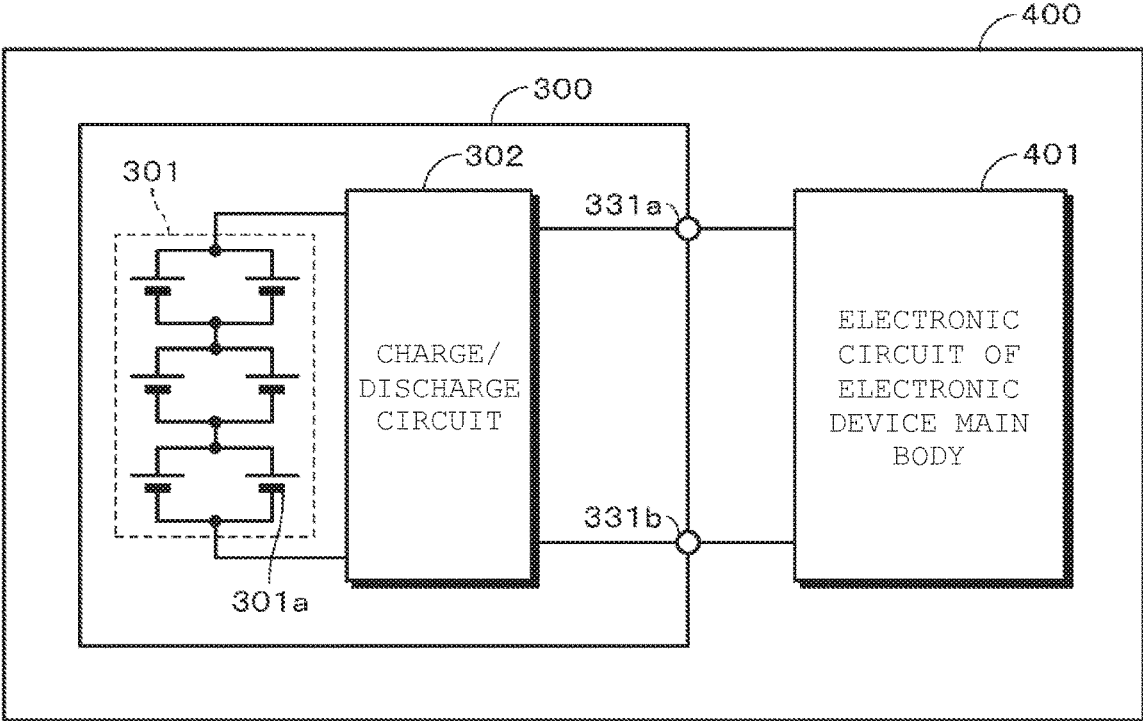 400
300
302
401
301
331a
CHARGE/
DISCHARGE
CIRCUIT
ELECTRONIC
CIRCUIT OF
ELECTRONIC
DEVICE MAIN
BODY
331b
301a